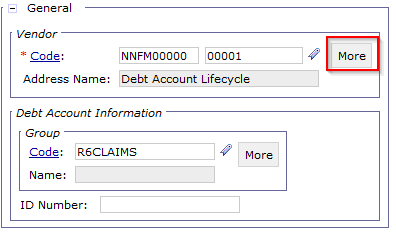 General
Vendor
* Code: NNFM00000 00001 More
Address Name: Debt Account Lifecycle
Debt Account Information
Group
Code: R6CLAIMS More
Name:
ID Number: